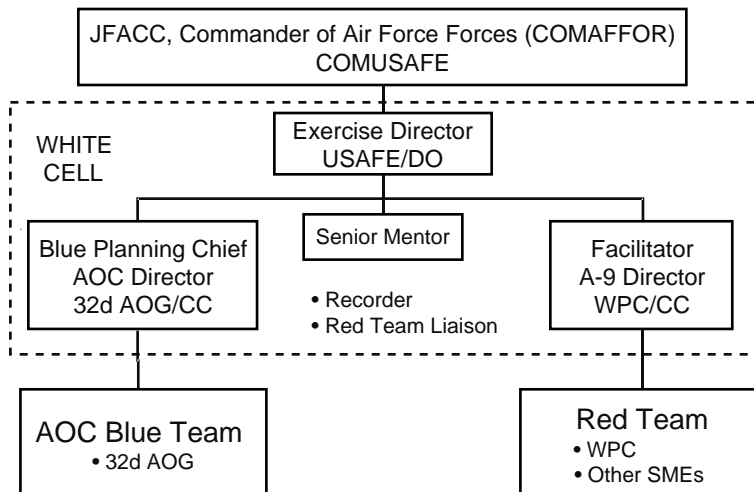 JFACC, Commander of Air Force Forces (COMAFFOR)
COMUSAFE
WHITE
CELL
Exercise Director
USAFE/DO
Blue Planning Chief
AOC Director
32d AOG/CC
Senior Mentor
• Recorder
• Red Team Liaison
Facilitator
A-9 Director
WPC/CC
AOC Blue Team
• 32d AOG
Red Team
• WPC
• Other SMEs